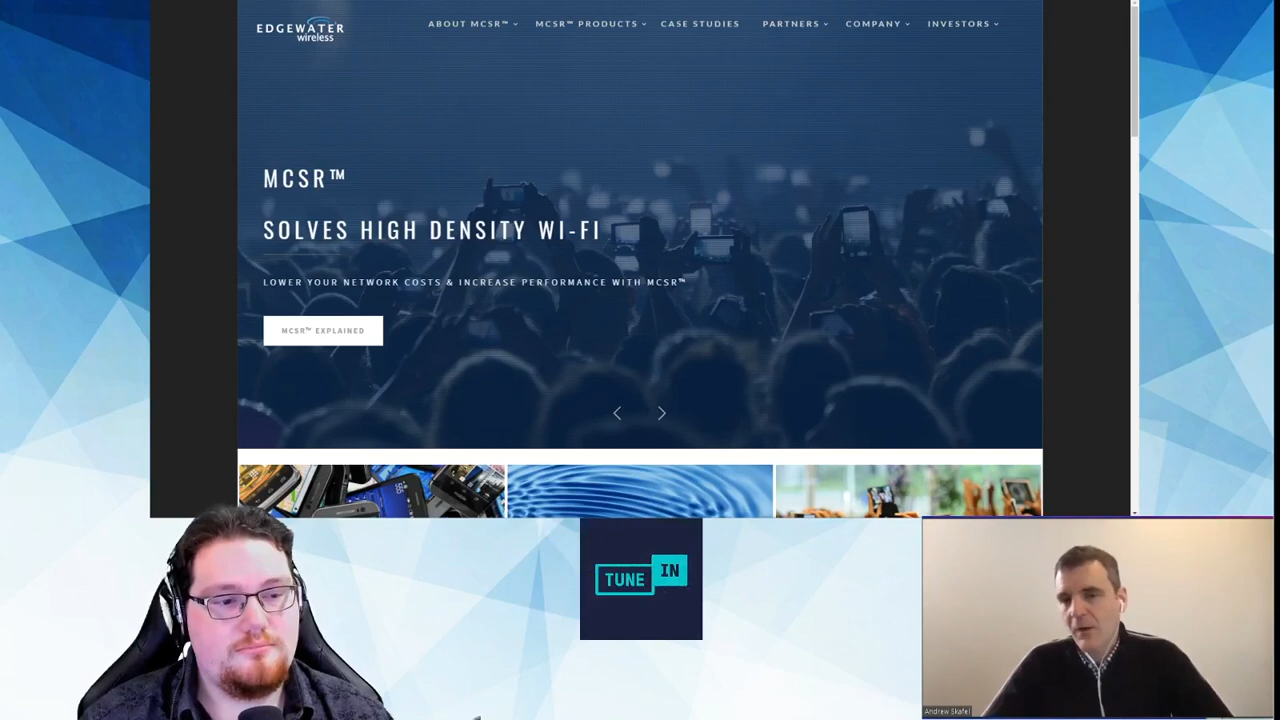 EDGEWATER
wireless
ABOUT MCSR™
MCSR™ PRODUCTS
CASE STUDIES
PARTNERS
COMPANY
INVESTORS
MCSR™
SOLVES HIGH DENSITY WI-FI
LOWER YOUR NETWORK COSTS & INCREASE PERFORMANCE WITH MCSR™
MCSR™ EXPLAINED
TUNE IN
Andrew Skafel